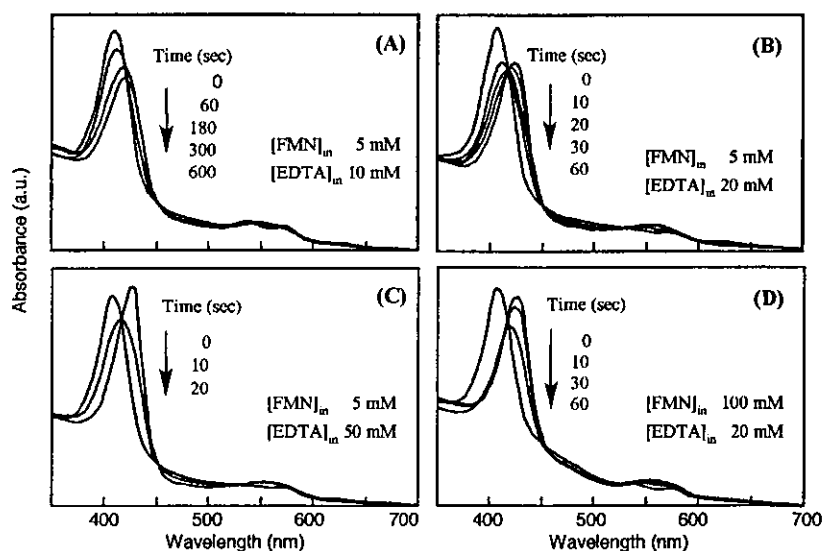 Absorbance (a.u.)
(A)
Time (sec)
0
60
180
300
600
[FMN]in 5 mM
[EDTA]in 10 mM
(B)
Time (sec)
0
10
20
30
60
[FMN]in 5 mM
[EDTA]in 20 mM
(C)
Time (sec)
0
10
20
[FMN]in 5 mM
[EDTA]in 50 mM
(D)
Time (sec)
0
10
30
60
[FMN]in 100 mM
[EDTA]in 20 mM
400 500 600 700
400 500 600 700
Wavelength (nm)
Wavelength (nm)